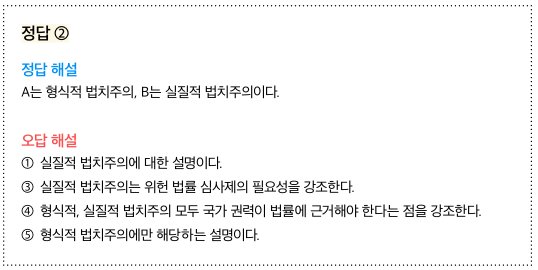 정답 ②
정답 해설
A는 형식적 법치주의, B는 실질적 법치주의이다.
오답 해설
① 실질적 법치주의에 대한 설명이다.
③ 실질적 법치주의는 위헌 법률 심사제의 필요성을 강조한다.
④ 형식적, 실질적 법치주의 모두 국가 권력이 법률에 근거해야 한다는 점을 강조한다.
⑤ 형식적 법치주의에만 해당하는 설명이다.